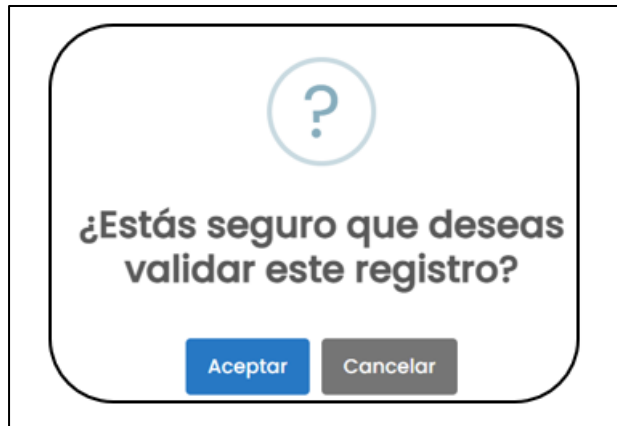 ?
¿Estás seguro que deseas
validar este registro?
Aceptar Cancelar